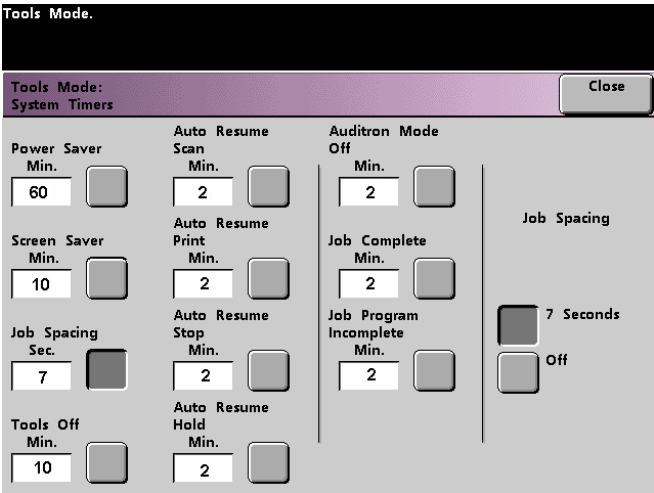 Tools Mode.
Tools Mode:
System Timers
Close
Power Saver
Min.
60
Screen Saver
Min.
10
Job Spacing
Sec.
7
Tools Off
Min.
10
Auto Resume
Scan
Min.
2
Auto Resume
Print
Min.
2
Auto Resume
Stop
Min.
2
Auto Resume
Hold
Min.
2
Auditron Mode
Off
Min.
2
Job Complete
Min.
2
Job Program
Incomplete
Min.
2
Job Spacing
7 Seconds
Off